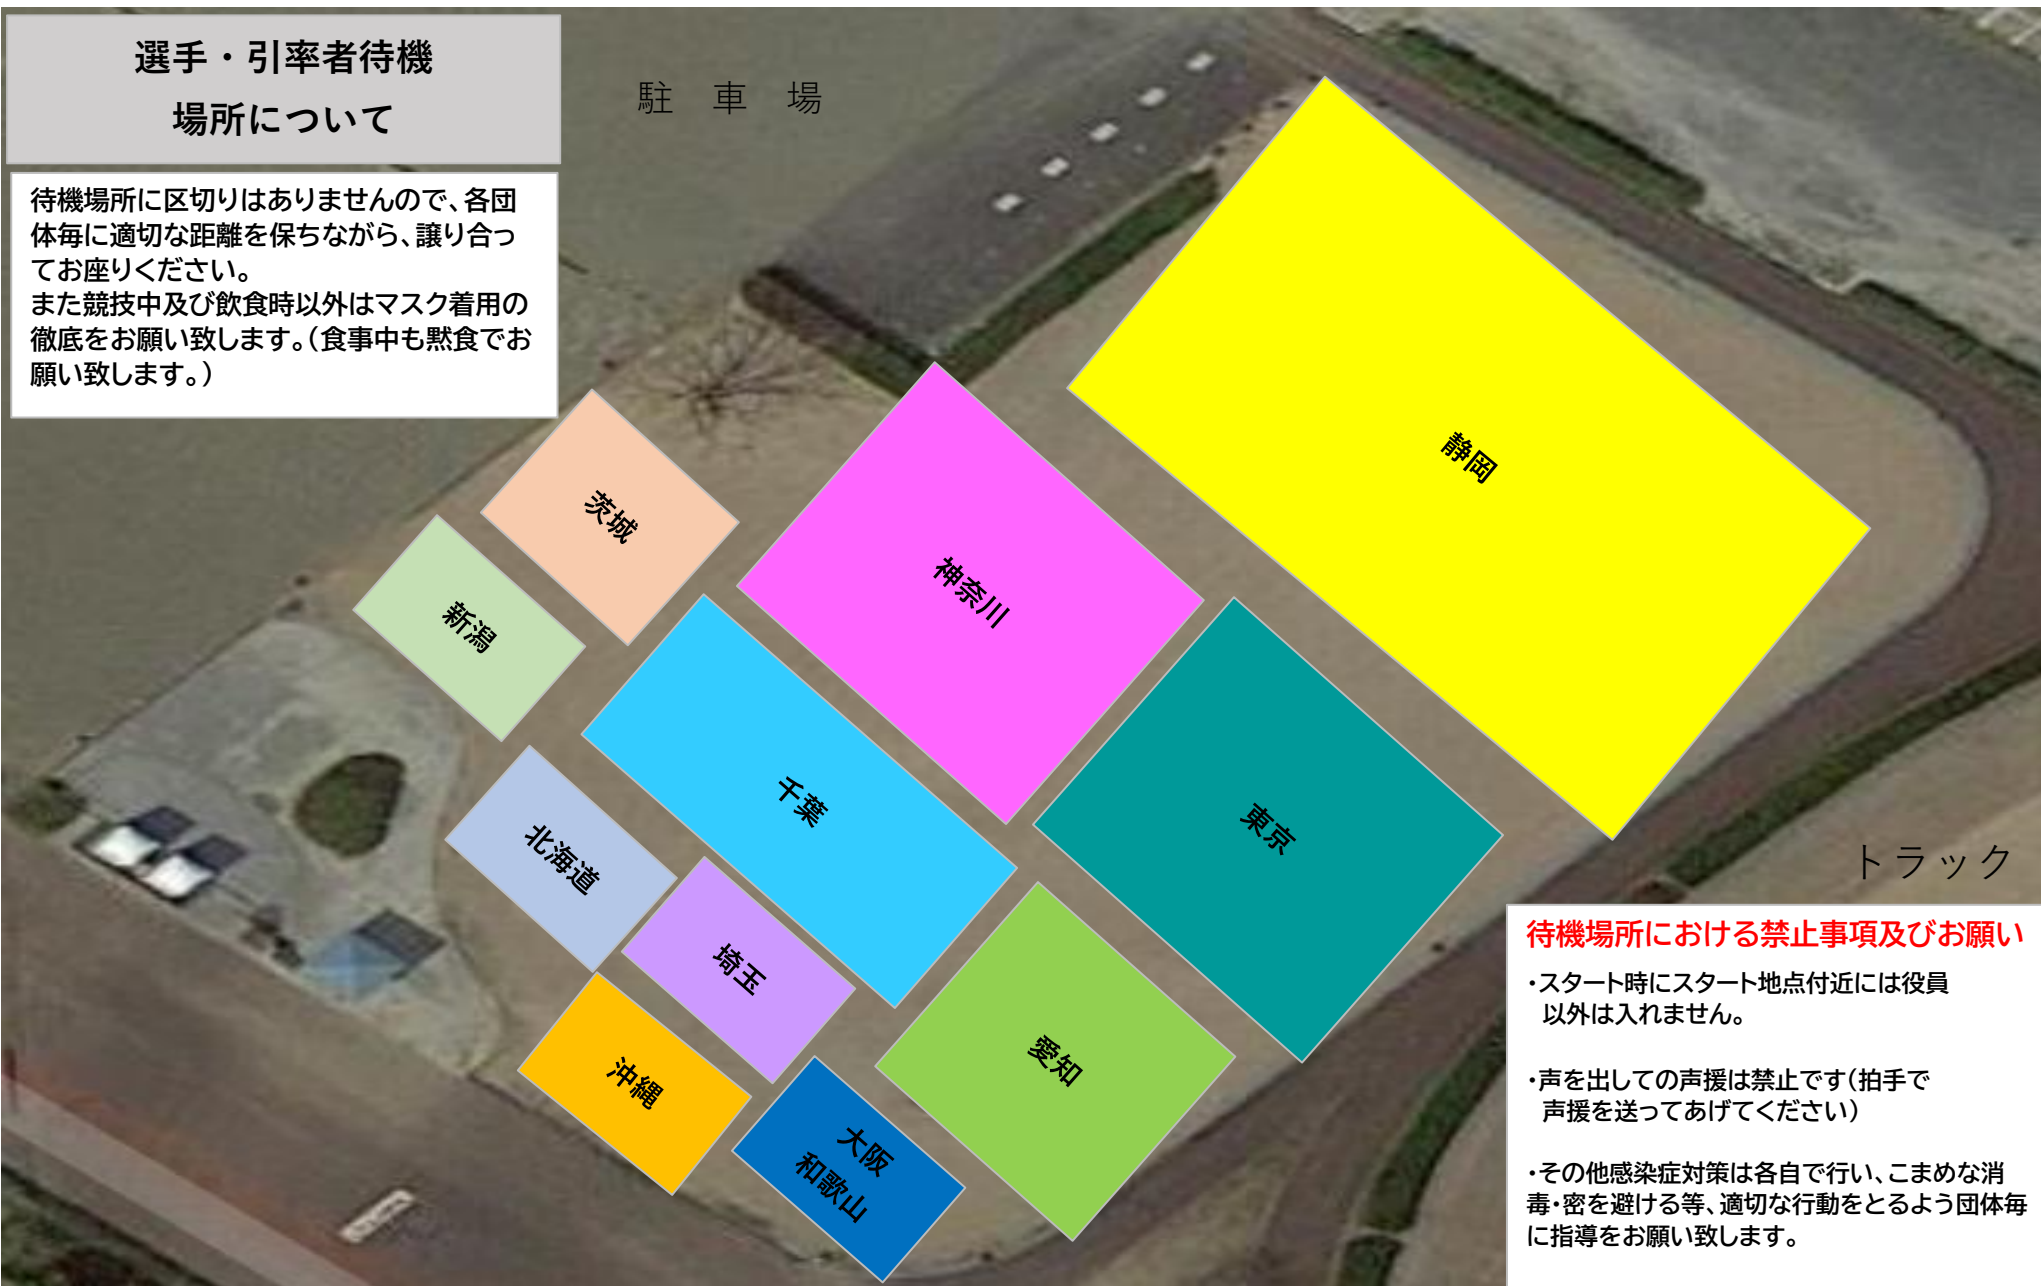 選手・引率者待機
場所について
駐 車 場
待機場所に区切りはありませんので、各団
体毎に適切な距離を保ちながら、譲り合っ
てお座りください。
また競技中及び飲食時以外はマスク着用の
徹底をお願い致します。(食事中も黙食でお
願い致します。)
静岡
茨城
神奈川
新潟
千葉
東京
北海道
埼玉
愛知
沖縄
大阪
和歌山
トラック
待機場所における禁止事項及びお願い
・スタート時にスタート地点付近には役員
以外は入れません。
・声を出しての声援は禁止です(拍手で
声援を送ってあげてください)
・その他感染症対策は各自で行い、こまめな消
毒・密を避ける等、適切な行動をとるよう団体毎
に指導をお願い致します。